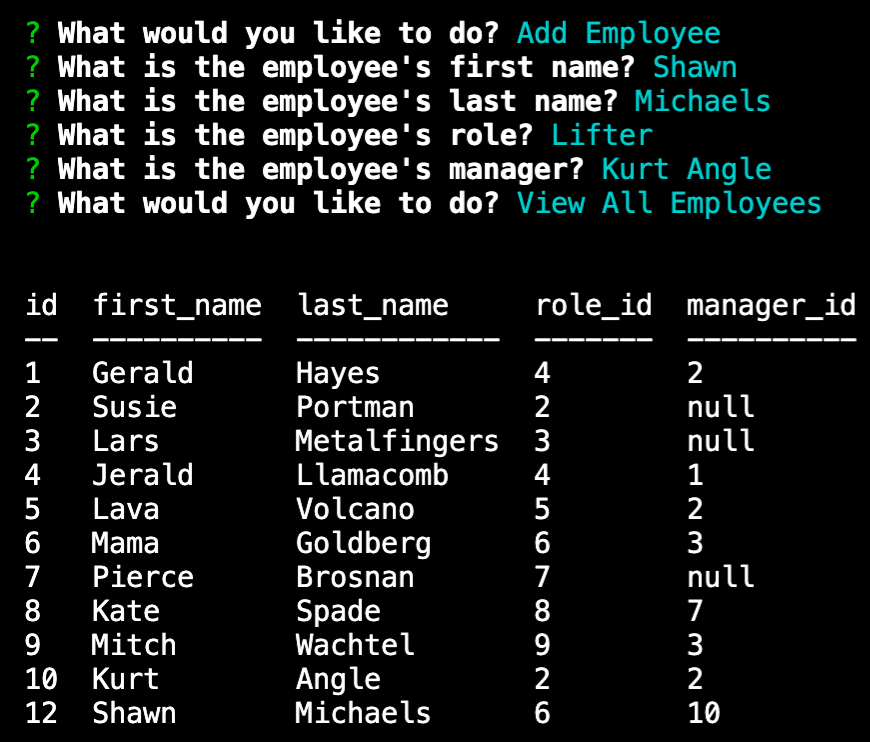 ? What would you like to do? Add Employee
? What is the employee's first name? Shawn
? What is the employee's last name? Michaels
? What is the employee's role? Lifter
? What is the employee's manager? Kurt Angle
? What would you like to do? View All Employees
id  first_name  last_name     role_id  manager_id
--  ----------  ------------  -------  ----------
1   Gerald      Hayes         4        2
2   Susie       Portman       2        null
3   Lars        Metalfingers  3        null
4   Jerald      Llamacomb     4        1
5   Lava        Volcano       5        2
6   Mama        Goldberg      6        3
7   Pierce      Brosnan       7        null
8   Kate        Spade         8        7
9   Mitch       Wachtel       9        3
10  Kurt        Angle         2        2
12  Shawn       Michaels      6        10